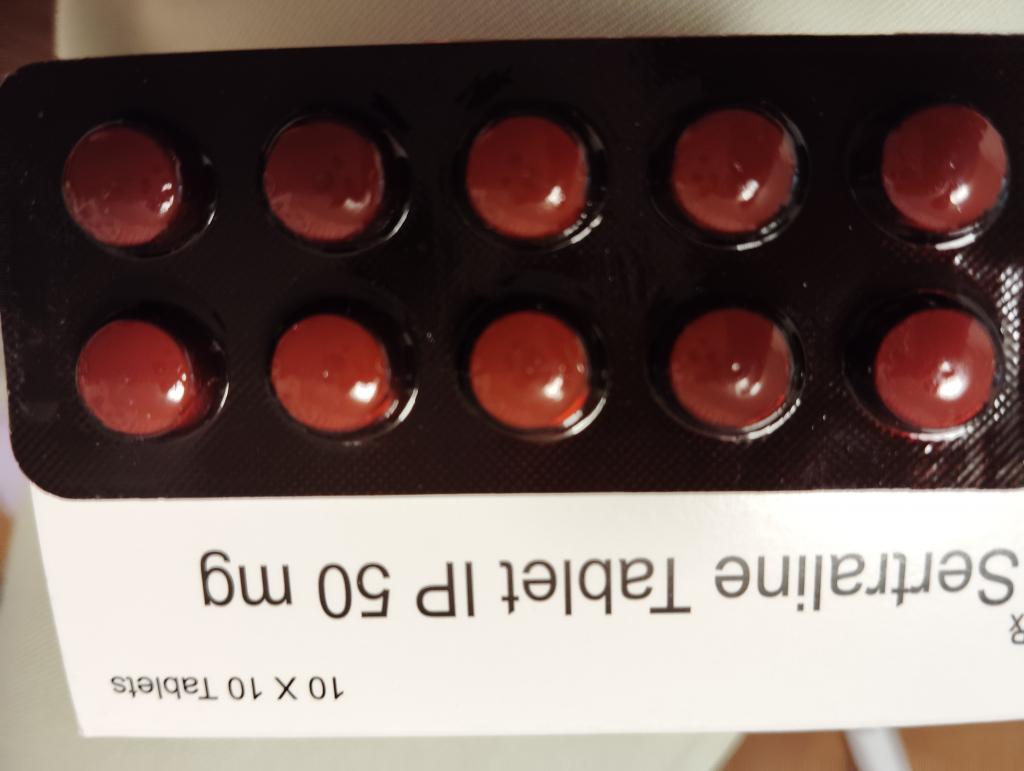 10 X 10 Tablets
℞
Sertraline Tablet IP 50 mg